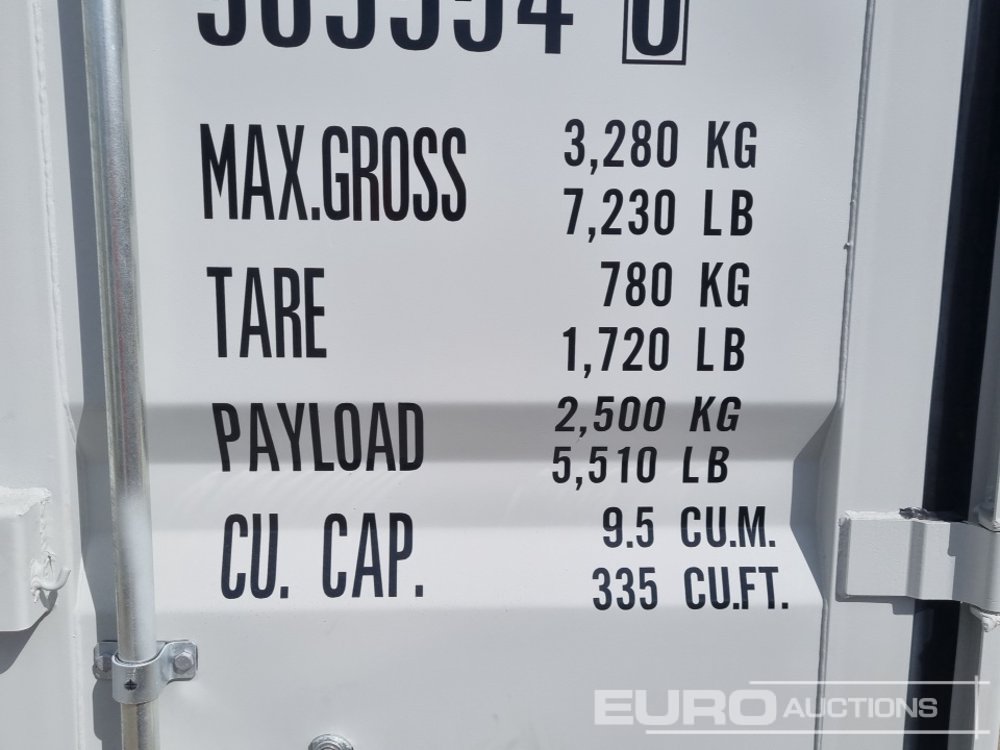 MAX.GROSS 3,280 KG
7,230 LB
TARE 780 KG
1,720 LB
PAYLOAD 2,500 KG
5,510 LB
CU. CAP. 9.5 CU.M.
335 CU.FT.
EURO AUCTIONS